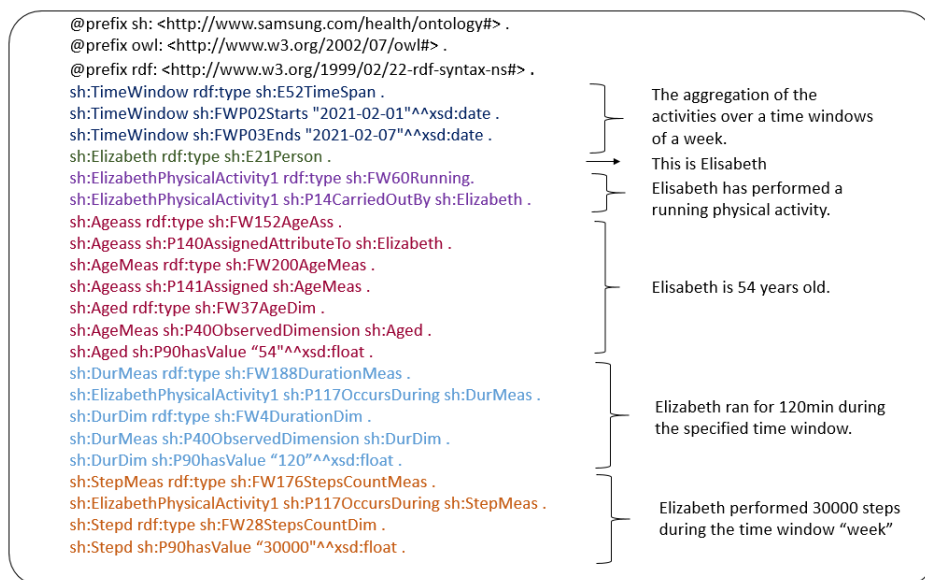 @prefix sh: <http://www.samsung.com/health/ontology#> .
@prefix owl: <http://www.w3.org/2002/07/owl#> .
@prefix rdf: <http://www.w3.org/1999/02/22-rdf-syntax-ns#> .
sh:TimeWindow rdf:type sh:E52TimeSpan .
sh:TimeWindow sh:FWP02Starts "2021-02-01"^^xsd:date .
sh:TimeWindow sh:FWP03Ends "2021-02-07"^^xsd:date .
sh:Elizabeth rdf:type sh:E21Person .
sh:ElizabethPhysicalActivity1 rdf:type sh:FW60Running.
sh:ElizabethPhysicalActivity1 sh:P14CarriedOutBy sh:Elizabeth .
sh:Ageass rdf:type sh:FW152AgeAss .
sh:Ageass sh:P140AssignedAttributeTo sh:Elizabeth .
sh:AgeMeas rdf:type sh:FW200AgeMeas .
sh:Ageass sh:P141Assigned sh:AgeMeas .
sh:Aged rdf:type sh:FW37AgeDim .
sh:AgeMeas sh:P40ObservedDimension sh:Aged .
sh:Aged sh:P90hasValue “54"^^xsd:float .
sh:DurMeas rdf:type sh:FW188DurationMeas .
sh:ElizabethPhysicalActivity1 sh:P117OccursDuring sh:DurMeas .
sh:DurDim rdf:type sh:FW4DurationDim .
sh:DurMeas sh:P40ObservedDimension sh:DurDim .
sh:DurDim sh:P90hasValue “120”^^xsd:float .
sh:StepMeas rdf:type sh:FW176StepsCountMeas .
sh:ElizabethPhysicalActivity1 sh:P117OccursDuring sh:StepMeas .
sh:Stepd rdf:type sh:FW28StepsCountDim .
sh:Stepd sh:P90hasValue “30000"^^xsd:float .
The aggregation of the
activities over a time windows
of a week.
This is Elisabeth
Elisabeth has performed a
running physical activity.
Elisabeth is 54 years old.
Elizabeth ran for 120min during
the specified time window.
Elizabeth performed 30000 steps
during the time window “week”